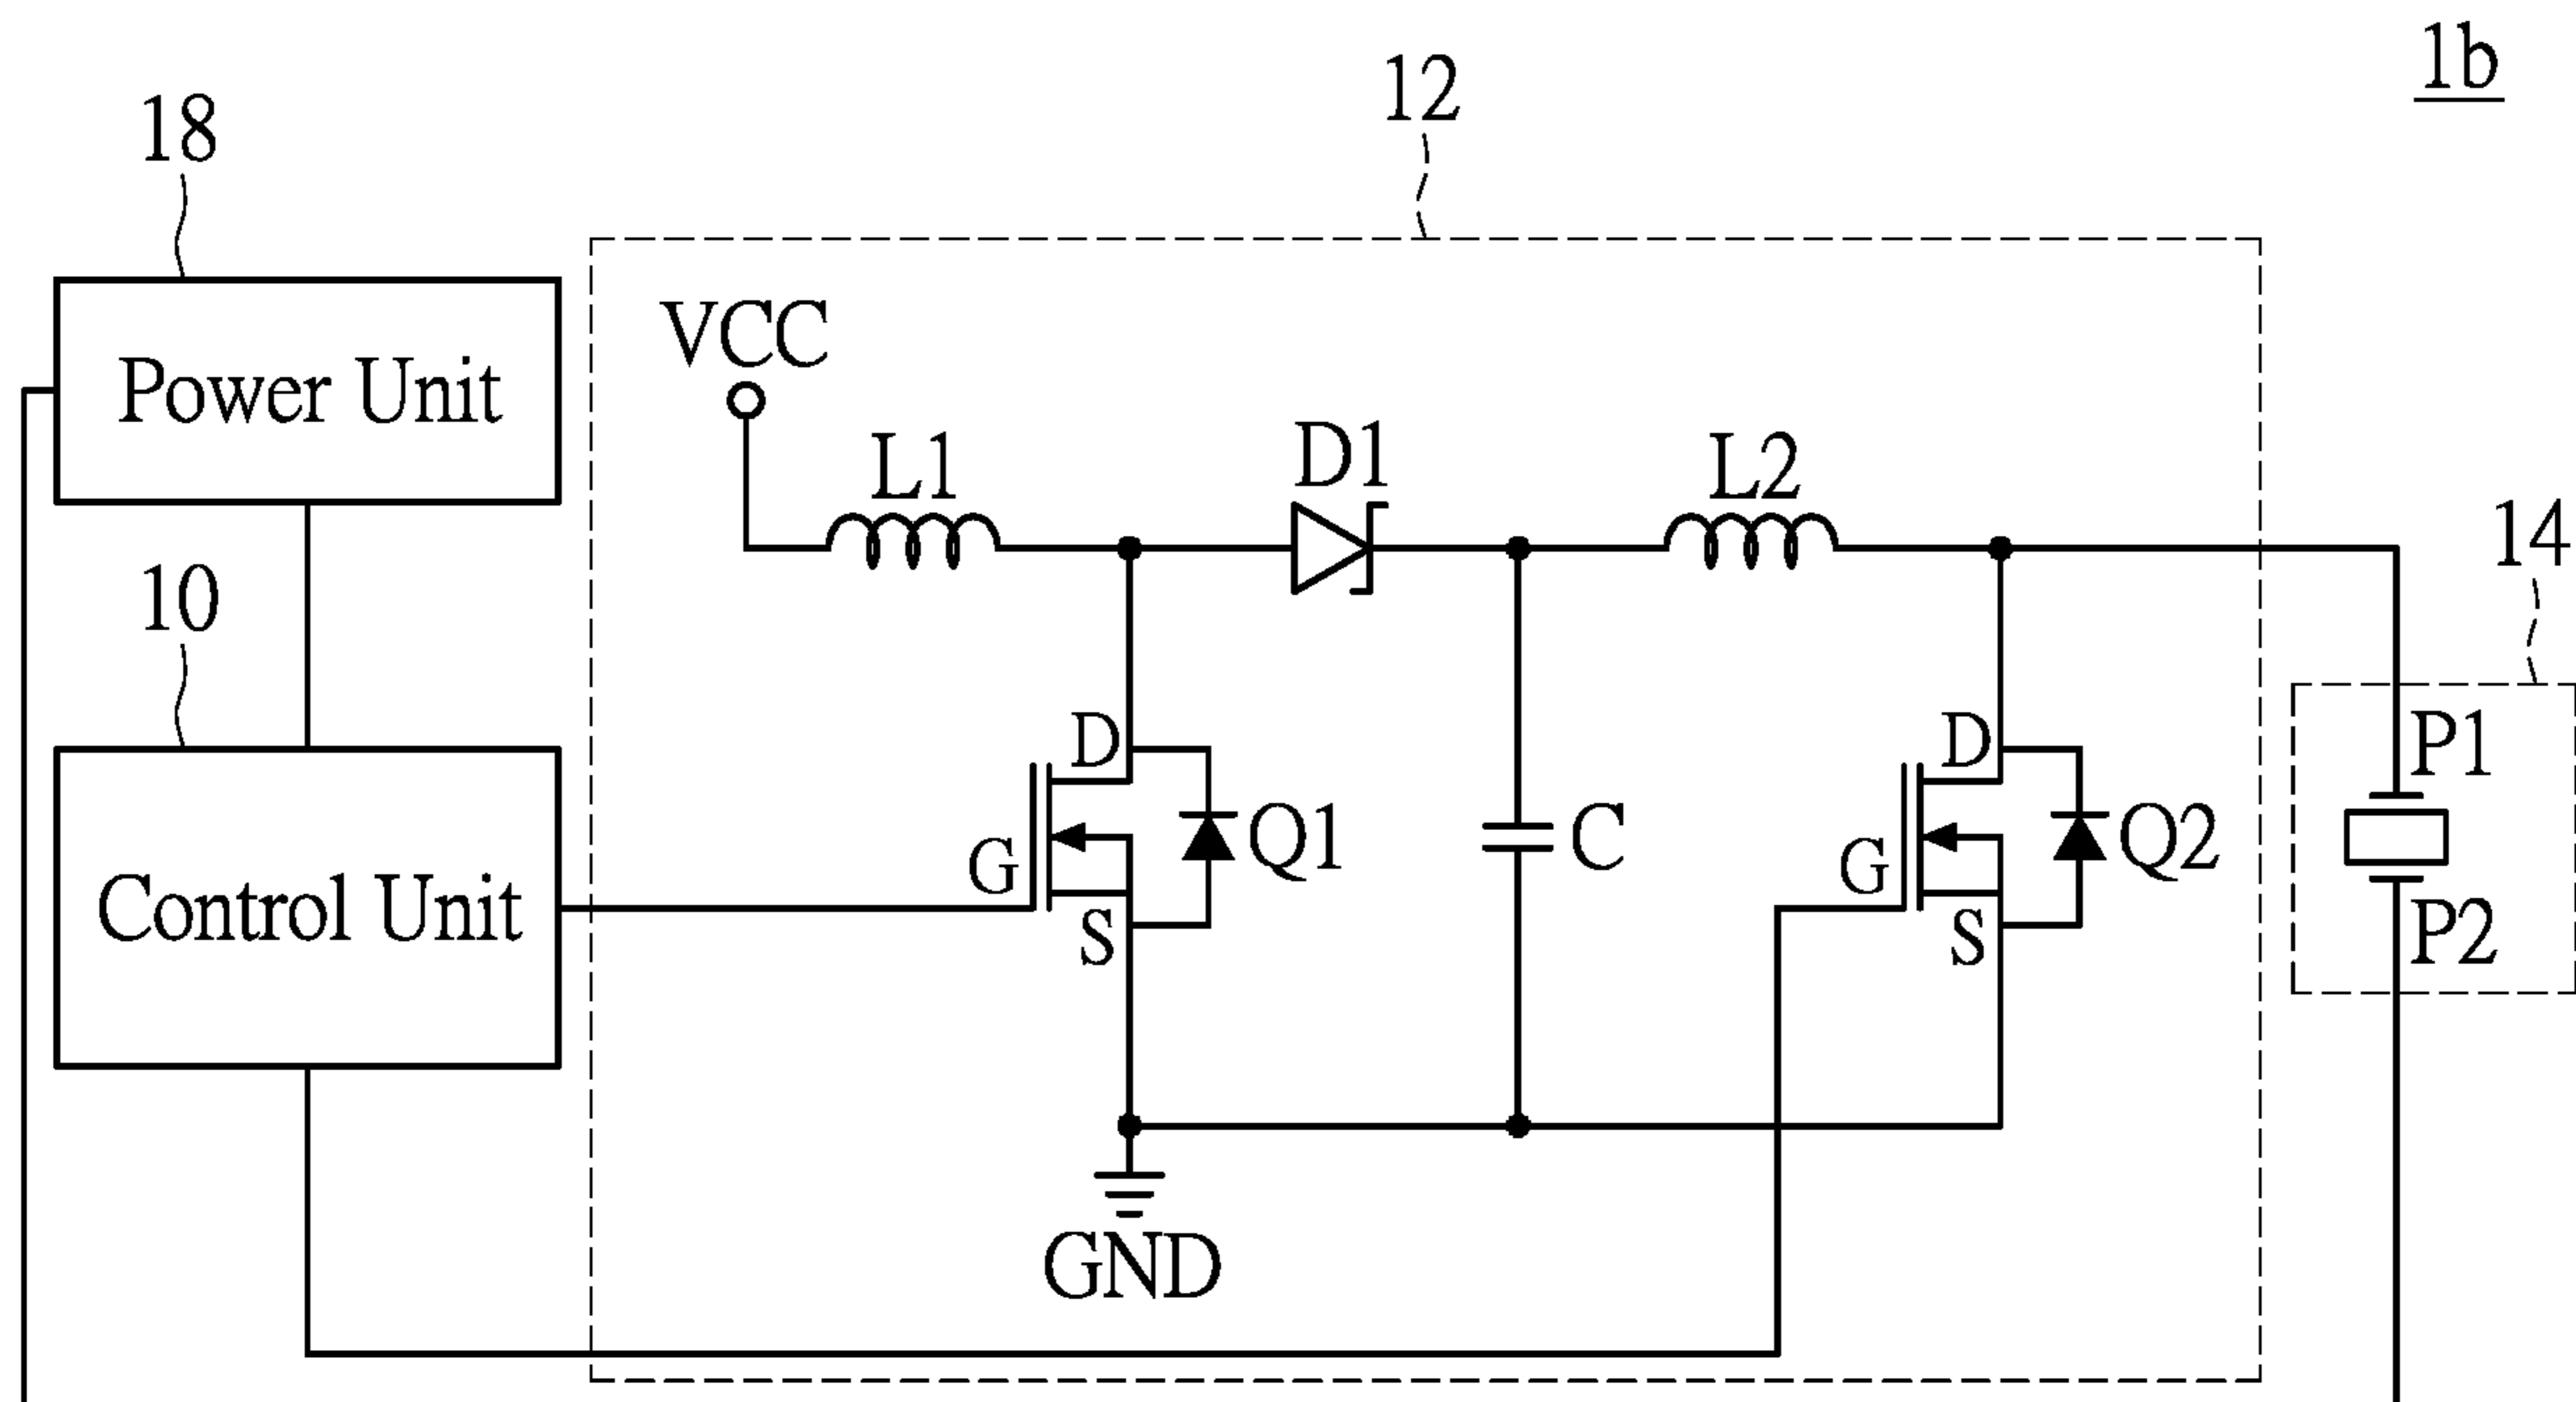 1b
12
18
Power Unit
VCC
L1
D1
L2
14
10
Control Unit
D
G
S
Q1
C
D
G
S
Q2
P1
P2
GND